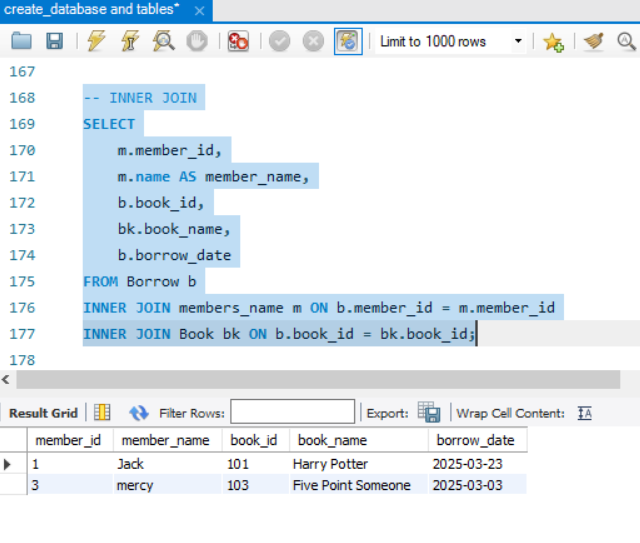 create_database and tables*
Limit to 1000 rows
167
168 -- INNER JOIN
169 SELECT
170 m.member_id,
171 m.name AS member_name,
172 b.book_id,
173 bk.book_name,
174 b.borrow_date
175 FROM Borrow b
176 INNER JOIN members_name m ON b.member_id = m.member_id
177 INNER JOIN Book bk ON b.book_id = bk.book_id;
178
Result Grid Filter Rows: Export: Wrap Cell Content:
member_id member_name book_id book_name borrow_date
1 Jack 101 Harry Potter 2025-03-23
3 mercy 103 Five Point Someone 2025-03-03